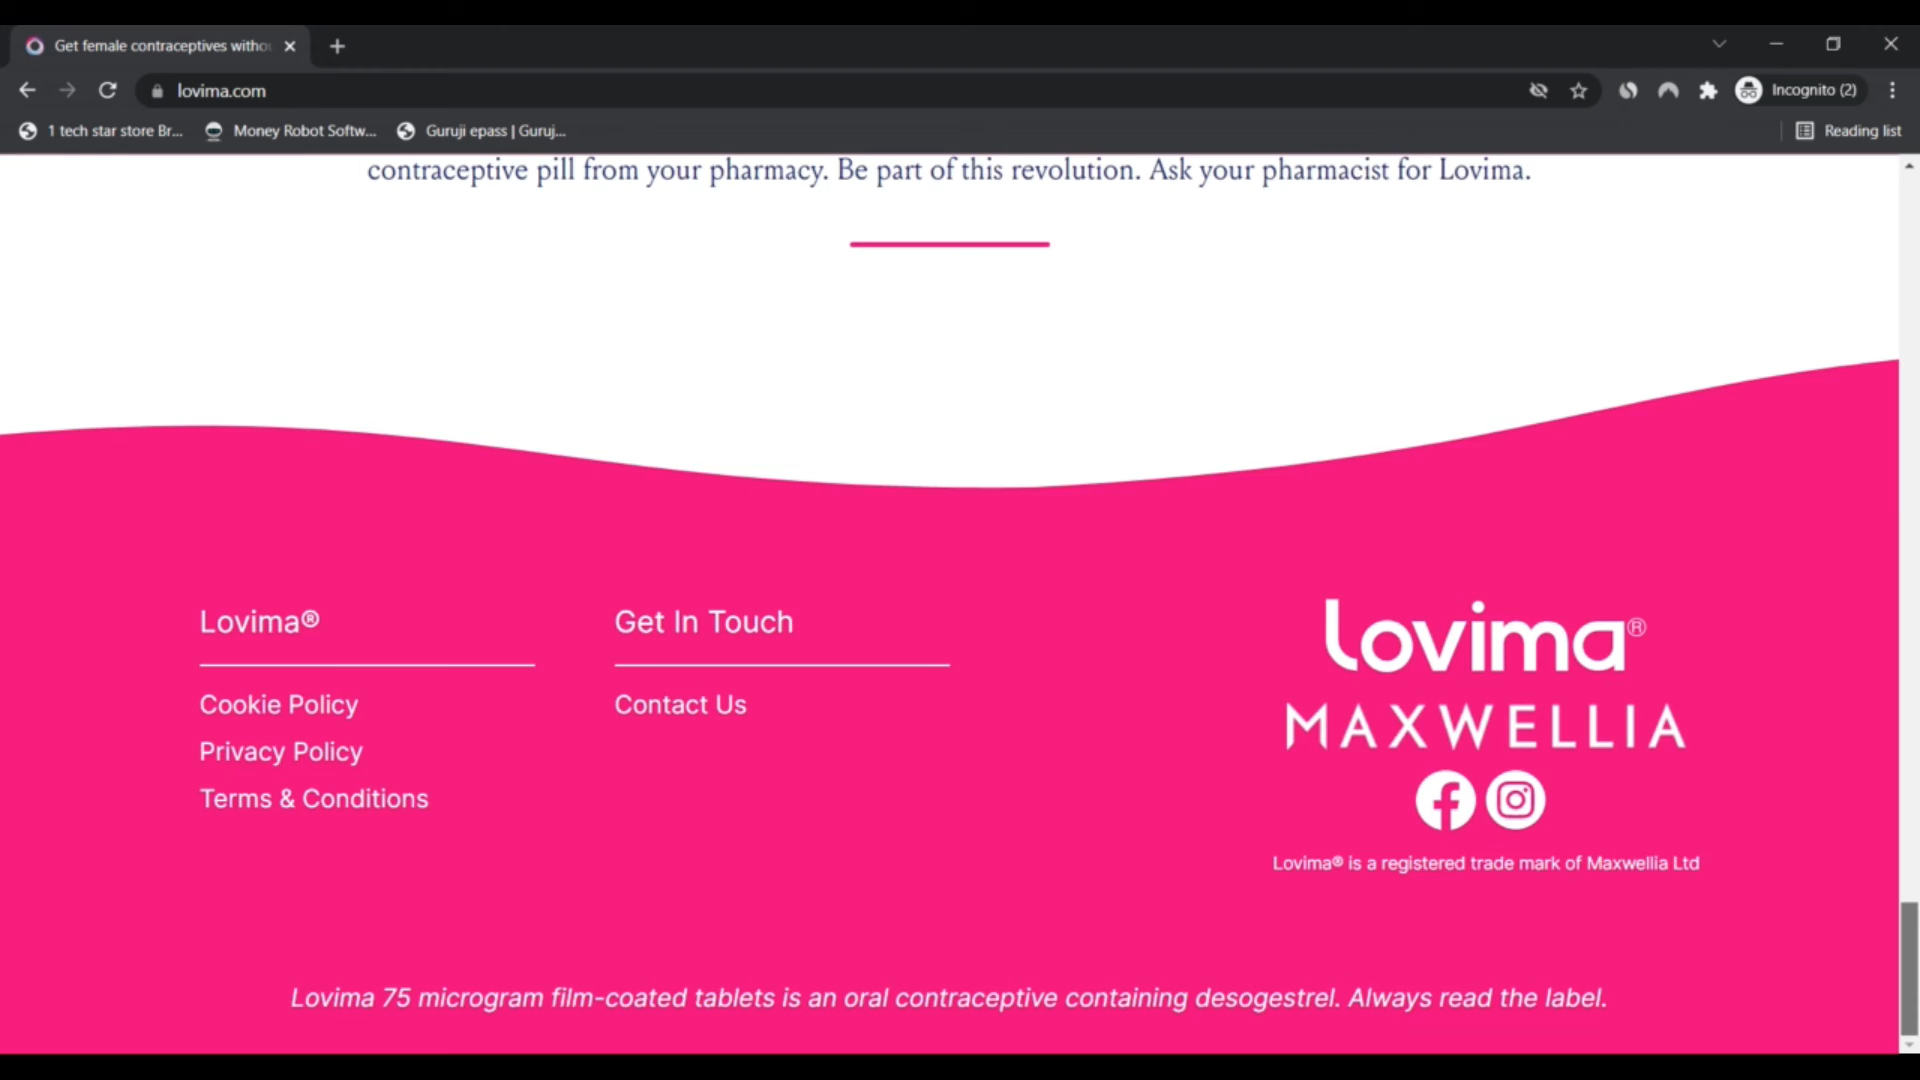 Get female contraceptives witho
lovima.com
Incognito (2)
1 tech star store Br...
Money Robot Softw...
Guruji epass | Guruj...
Reading list
contraceptive pill from your pharmacy. Be part of this revolution. Ask your pharmacist for Lovima.
Lovima®
Get In Touch
Cookie Policy
Contact Us
Privacy Policy
Terms & Conditions
Lovima®
MAXWELLIA
Lovima® is a registered trade mark of Maxwellia Ltd
Lovima 75 microgram film-coated tablets is an oral contraceptive containing desogestrel. Always read the label.